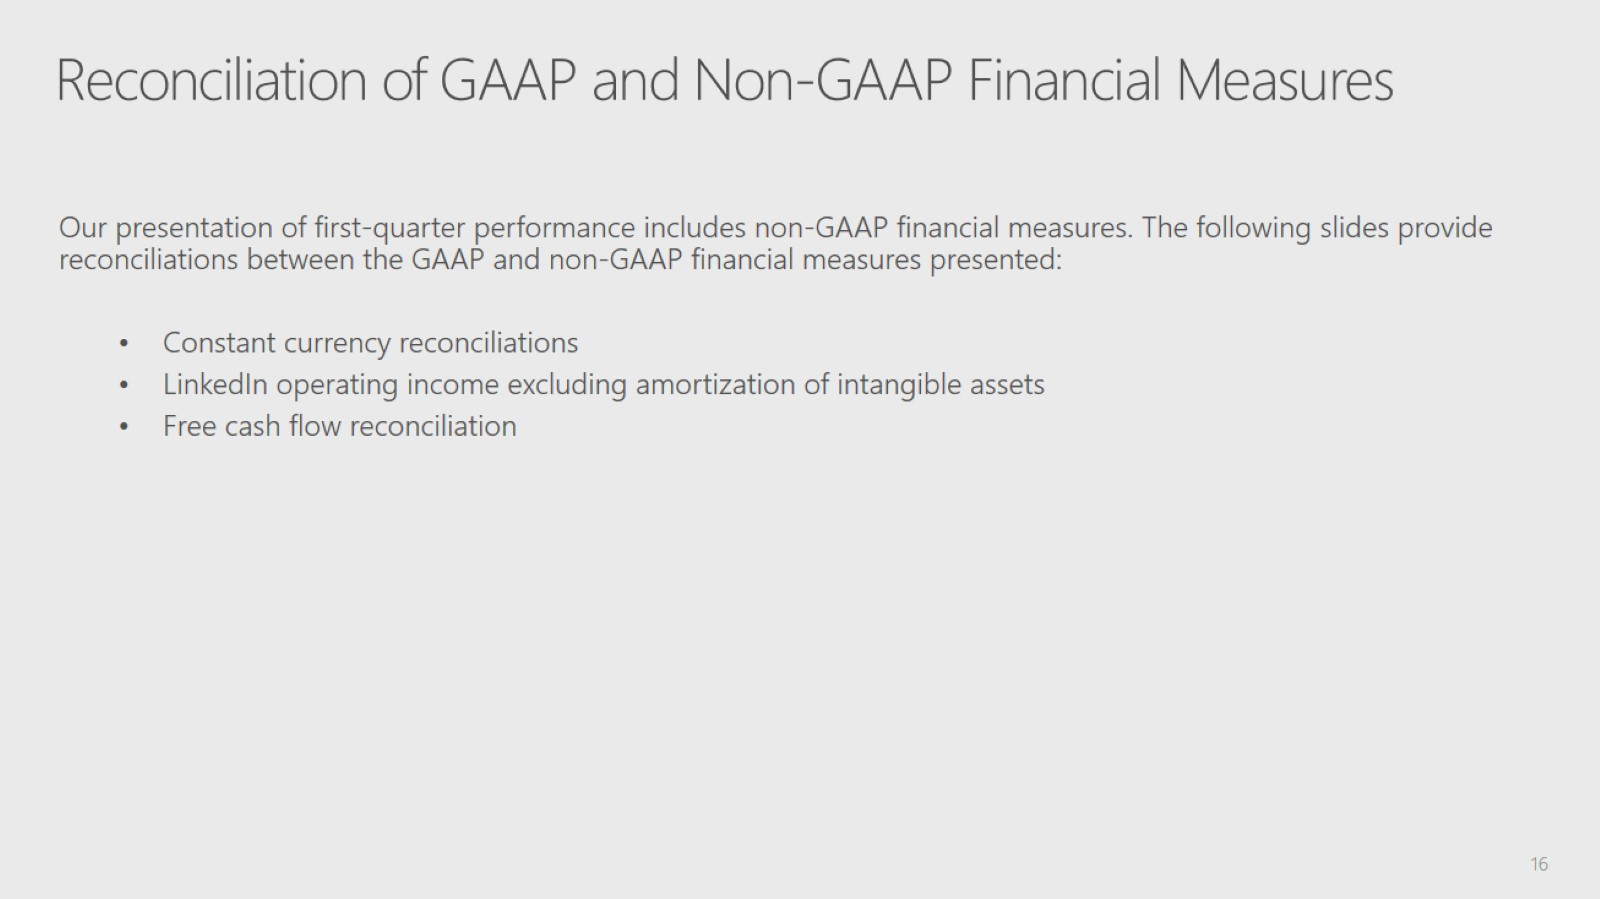 Reconciliation of GAAP and Non-GAAP Financial Measures
Our presentation of first-quarter performance includes non-GAAP financial measures. The following slides provide
reconciliations between the GAAP and non-GAAP financial measures presented:
• Constant currency reconciliations
• LinkedIn operating income excluding amortization of intangible assets
• Free cash flow reconciliation
16